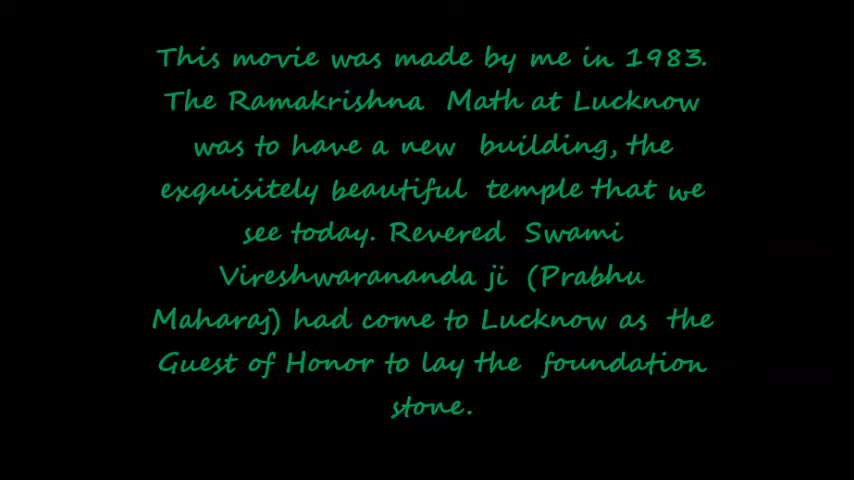 This movie was made by me in 1983.
The Ramakrishna Math at Lucknow
was to have a new building, the
exquisitely beautiful temple that we
see today. Revered Swami
Vireshwarananda ji (Prabhu
Maharaj) had come to Lucknow as the
Guest of Honor to lay the foundation
stone.